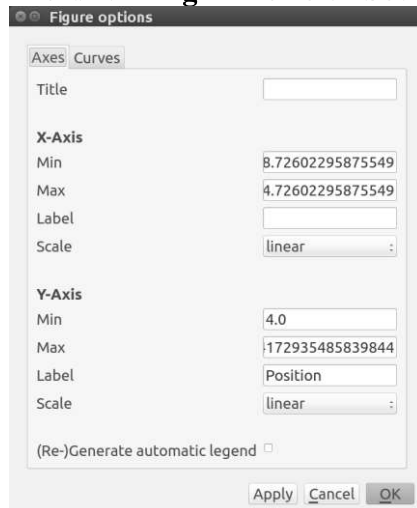 Figure options
Axes Curves
Title
X-Axis
Min 8.72602295875549
Max 4.72602295875549
Label
Scale linear
Y-Axis
Min 4.0
Max 172935485839844
Label Position
Scale linear
(Re-)Generate automatic legend
Apply Cancel OK